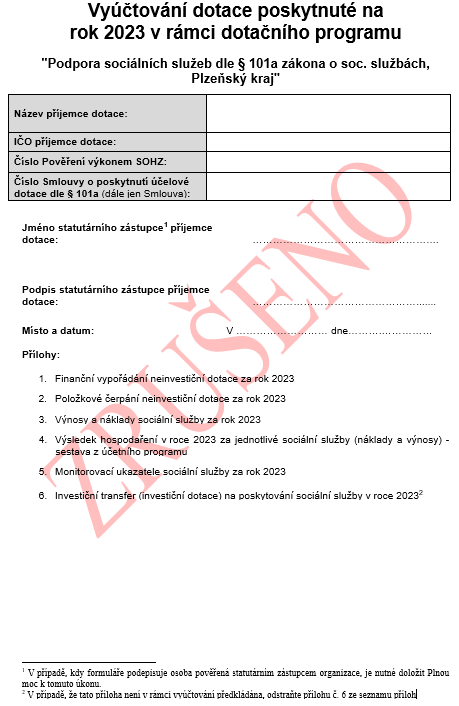 Vyúčtování dotace poskytnuté na
rok 2023 v rámci dotačního programu
"Podpora sociálních služeb dle § 101a zákona o soc. službách,
Plzeňský kraj"
Název příjemce dotace:
IČO příjemce dotace:
Číslo Pověření výkonem SOHZ:
Číslo Smlouvy o poskytnutí účelové
dotace dle § 101a (dále jen Smlouva):
Jméno statutárního zástupce¹ příjemce
dotace: ……………………………………………..
Podpis statutárního zástupce příjemce
dotace: ………………………………………….....
Místo a datum: V ……………………… dne…………………….
Přílohy:
1. Finanční vypořádání neinvestiční dotace za rok 2023
2. Položkové čerpání neinvestiční dotace za rok 2023
3. Výnosy a náklady sociální služby za rok 2023
4. Výsledek hospodaření v roce 2023 za jednotlivé sociální služby (náklady a výnosy) -
sestava z účetního programu
5. Monitorovací ukazatele sociální služby za rok 2023
6. Investiční transfer (investiční dotace) na poskytování sociální služby v roce 2023²
ZRUŠENO
¹ V případě, kdy formuláře podepisuje osoba pověřená statutárním zástupcem organizace, je nutné doložit Plnou
moc k tomuto úkonu.
² V případě, že tato příloha není v rámci vyúčtování předkládána, odstraňte přílohu č. 6 ze seznamu příloh